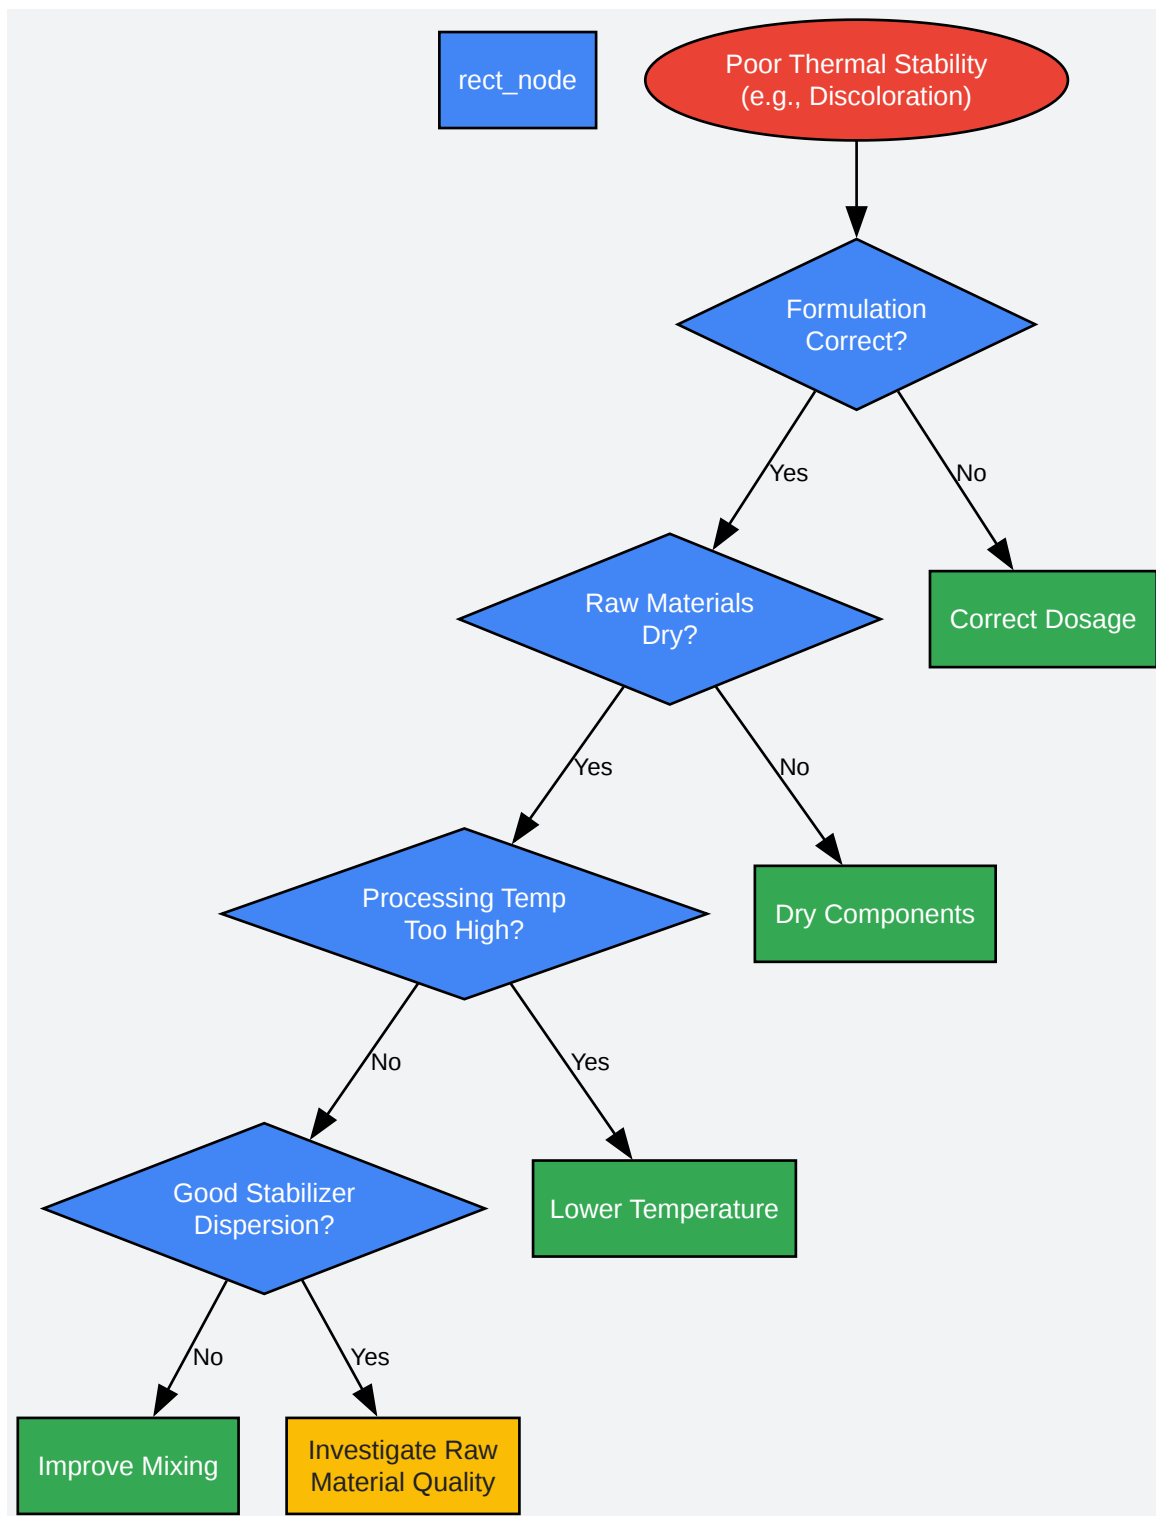 rect_node
Poor Thermal Stability
(e.g., Discoloration)
Formulation
Correct?
Yes
No
Raw Materials
Dry?
Correct Dosage
Yes
No
Processing Temp
Too High?
Dry Components
No
Yes
Good Stabilizer
Dispersion?
Lower Temperature
No
Yes
Improve Mixing
Investigate Raw
Material Quality